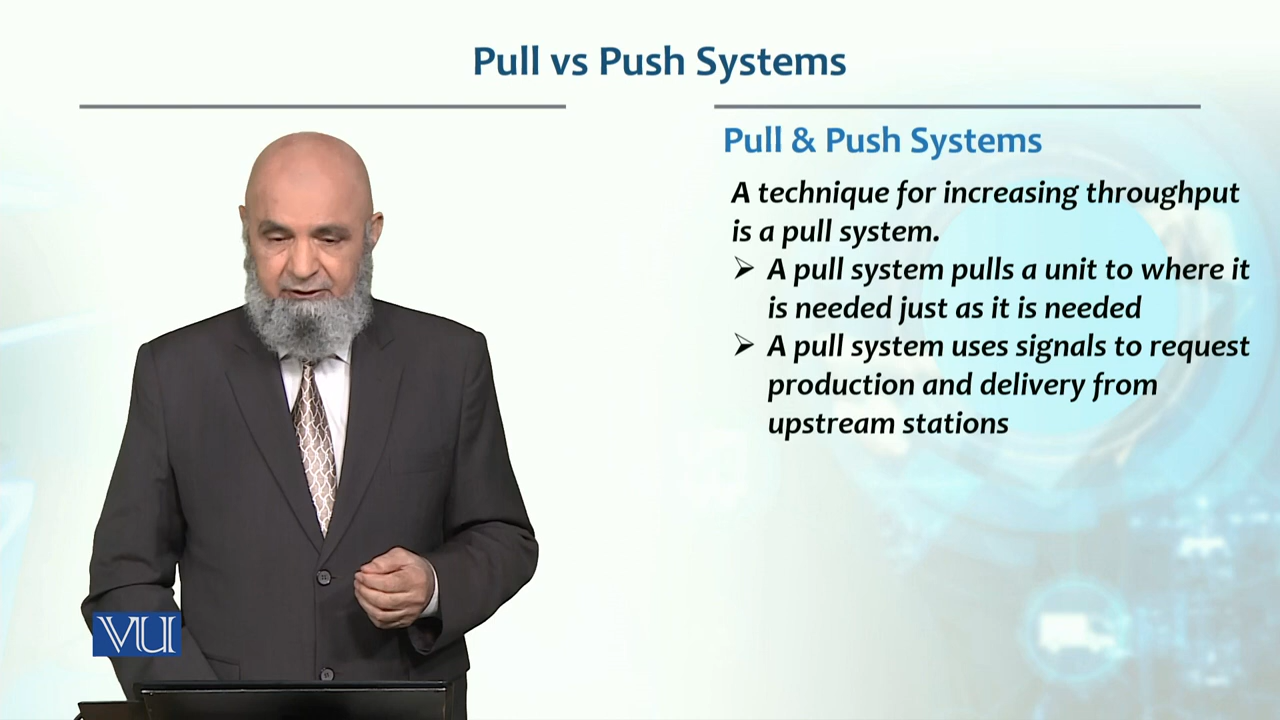 Pull vs Push Systems
Pull & Push Systems
A technique for increasing throughput
is a pull system.
➢ A pull system pulls a unit to where it
is needed just as it is needed
➢ A pull system uses signals to request
production and delivery from
upstream stations
VU